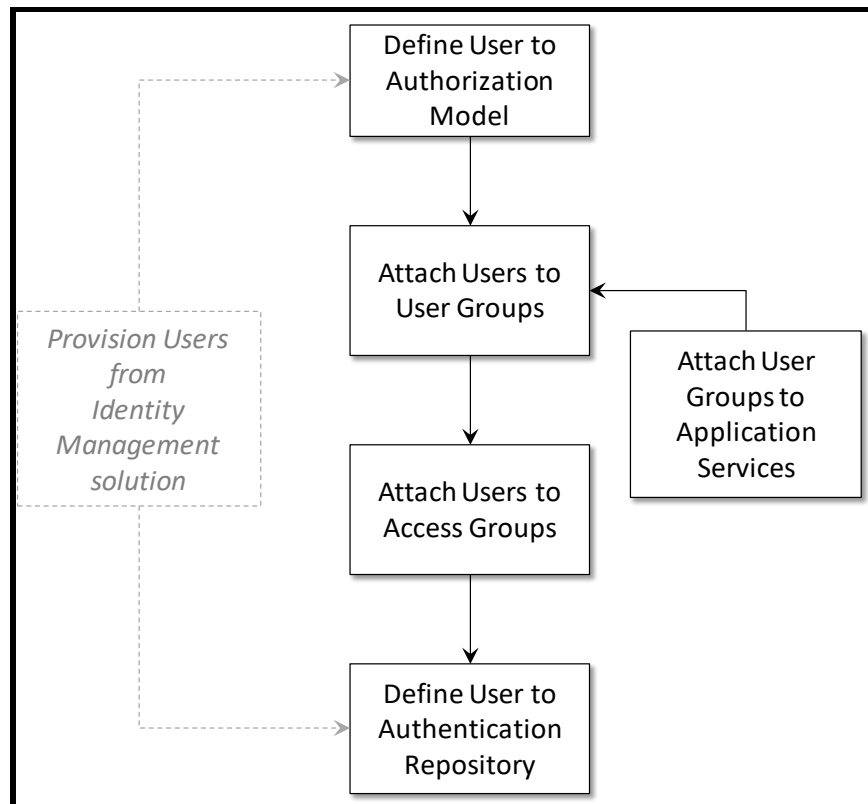 Define User to
Authorization
Model
Attach Users to
User Groups
Provision Users
from
Identity
Management
solution
Attach User
Groups to
Application
Services
Attach Users to
Access Groups
Define User to
Authentication
Repository